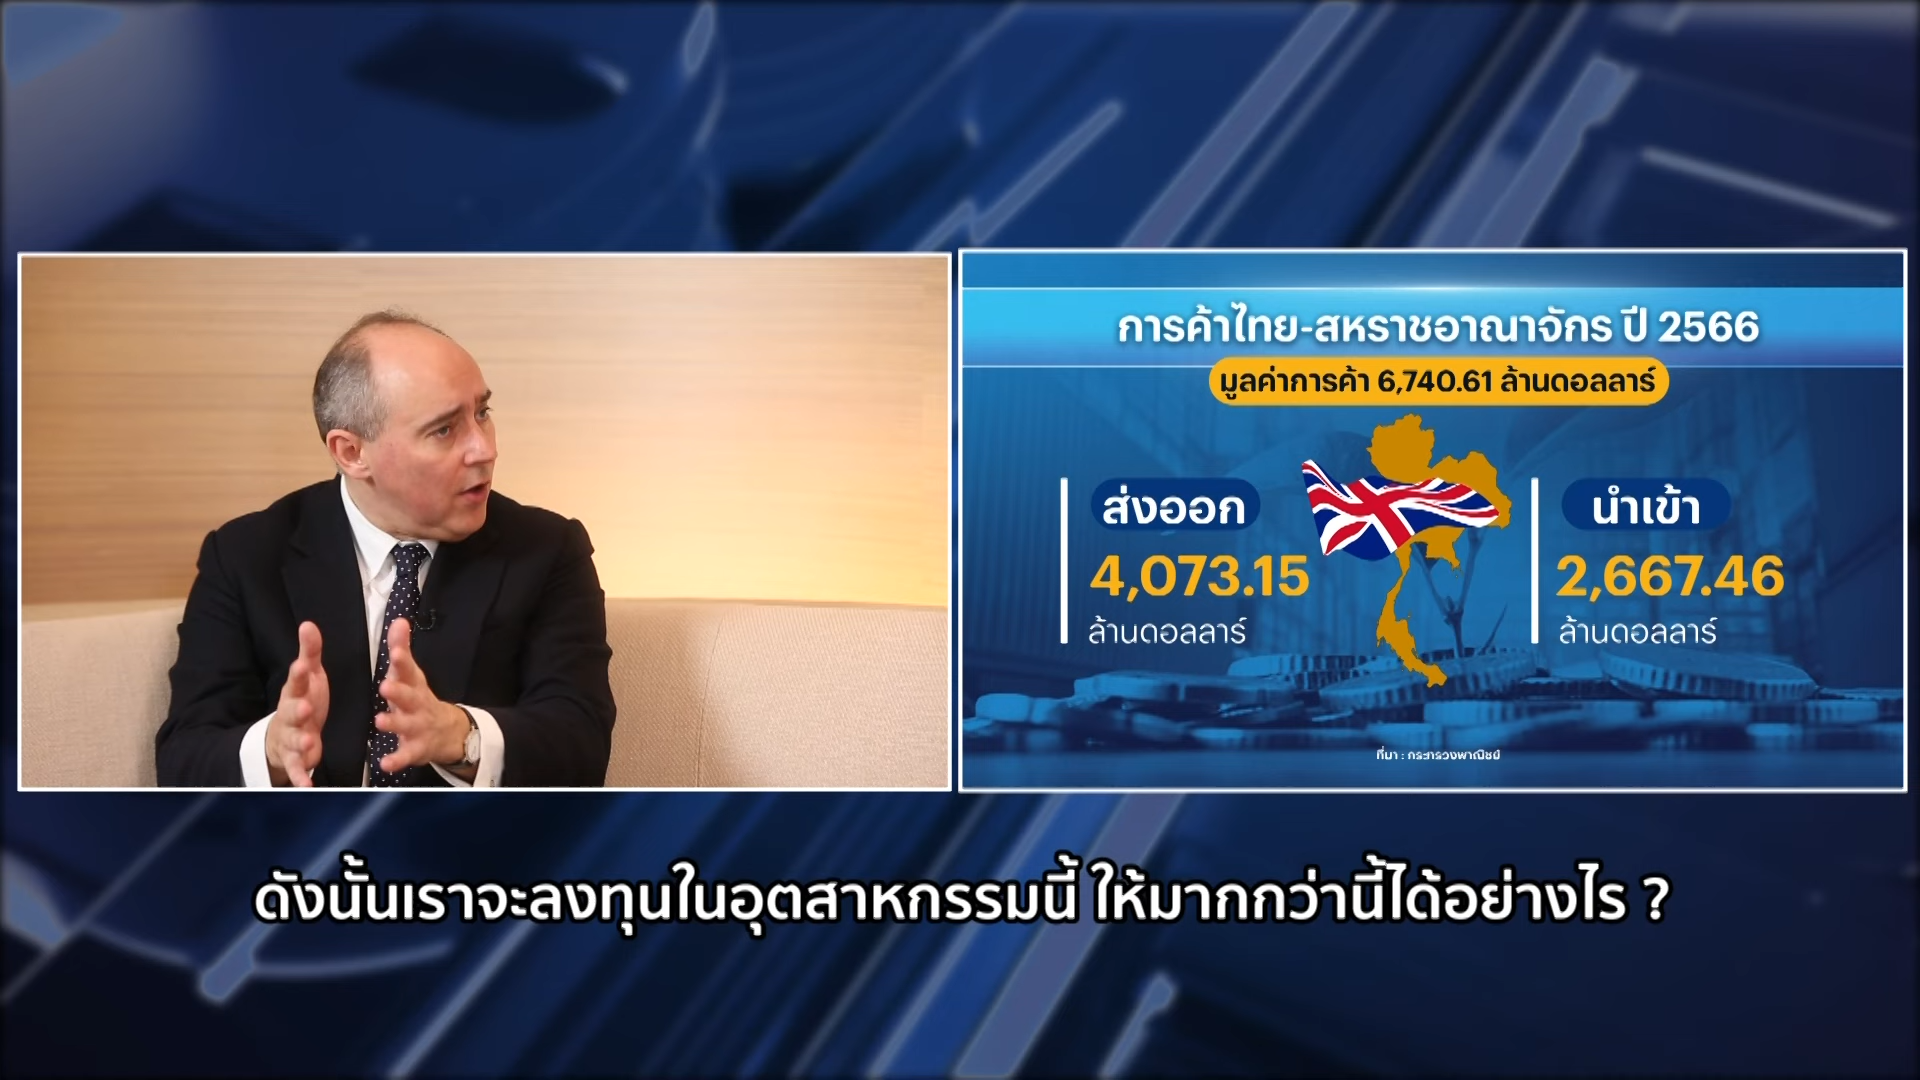 การค้าไทย-สหราชอาณาจักร ปี 2566
มูลค่าการค้า 6,740.61 ล้านดอลลาร์
ส่งออก
4,073.15
ล้านดอลลาร์
นำเข้า
2,667.46
ล้านดอลลาร์
ที่มา : กระทรวงพาณิชย์
ดังนั้นเราจะลงทุนในอุตสาหกรรมนี้ ให้มากกว่านี้ได้อย่างไร ?